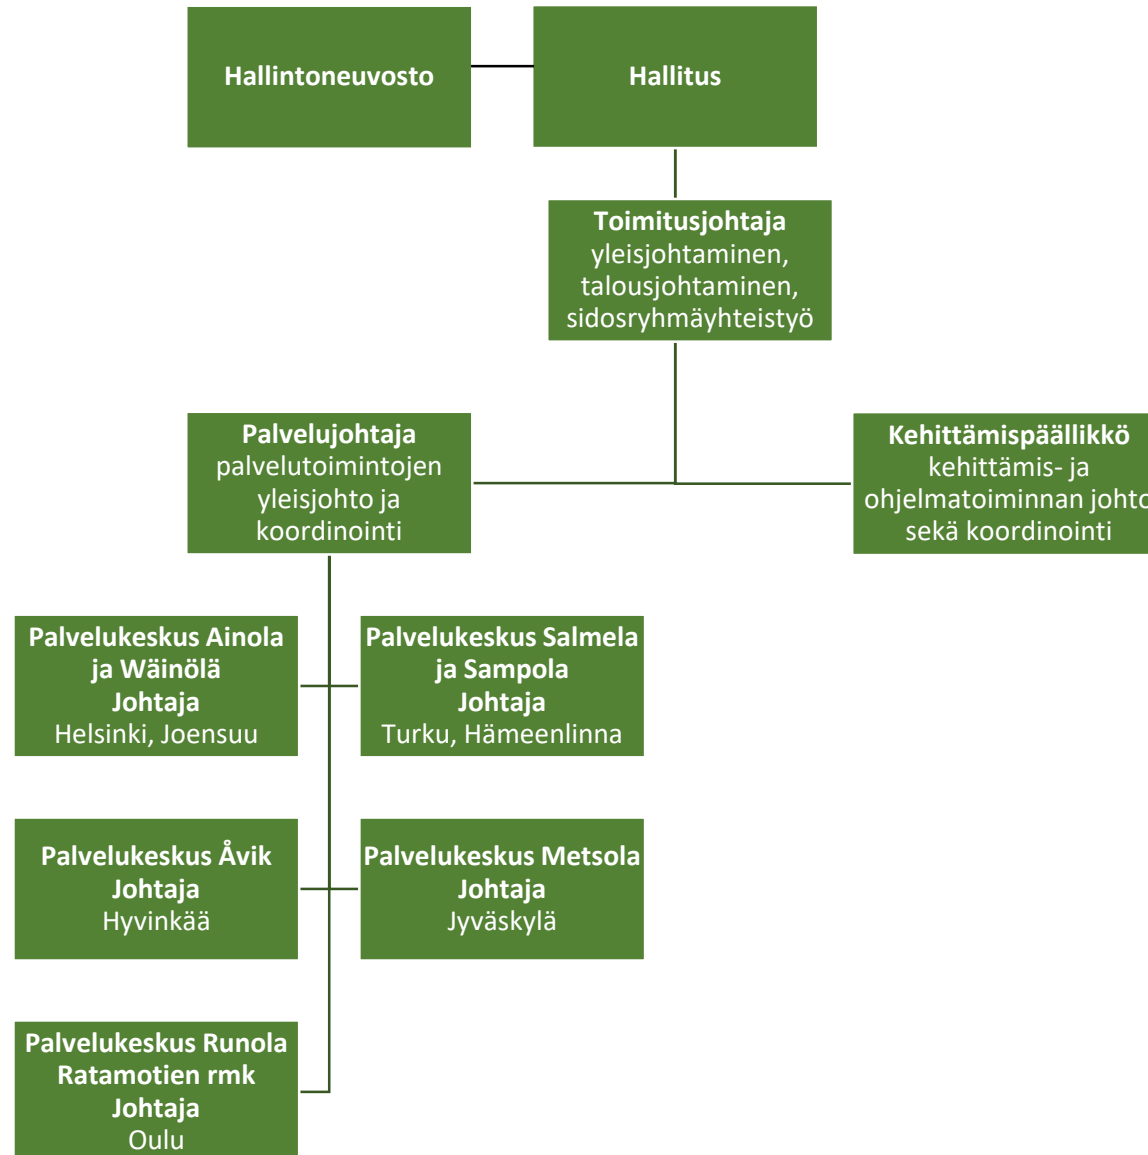 Hallintoneuvosto
Hallitus
Toimitusjohtaja
yleisjohtaminen,
talousjohtaminen,
sidosryhmäyhteistyö
Palvelujohtaja
palvelutoimintojen
yleisjohto ja
koordinointi
Kehittämispäällikkö
kehittämis- ja
ohjelmatoiminnan johto
sekä koordinointi
Palvelukeskus Ainola
ja Wäinölä
Johtaja
Helsinki, Joensuu
Palvelukeskus Salmela
ja Sampola
Johtaja
Turku, Hämeenlinna
Palvelukeskus Åvik
Johtaja
Hyvinkää
Palvelukeskus Metsola
Johtaja
Jyväskylä
Palvelukeskus Runola
Ratamotien rmk
Johtaja
Oulu